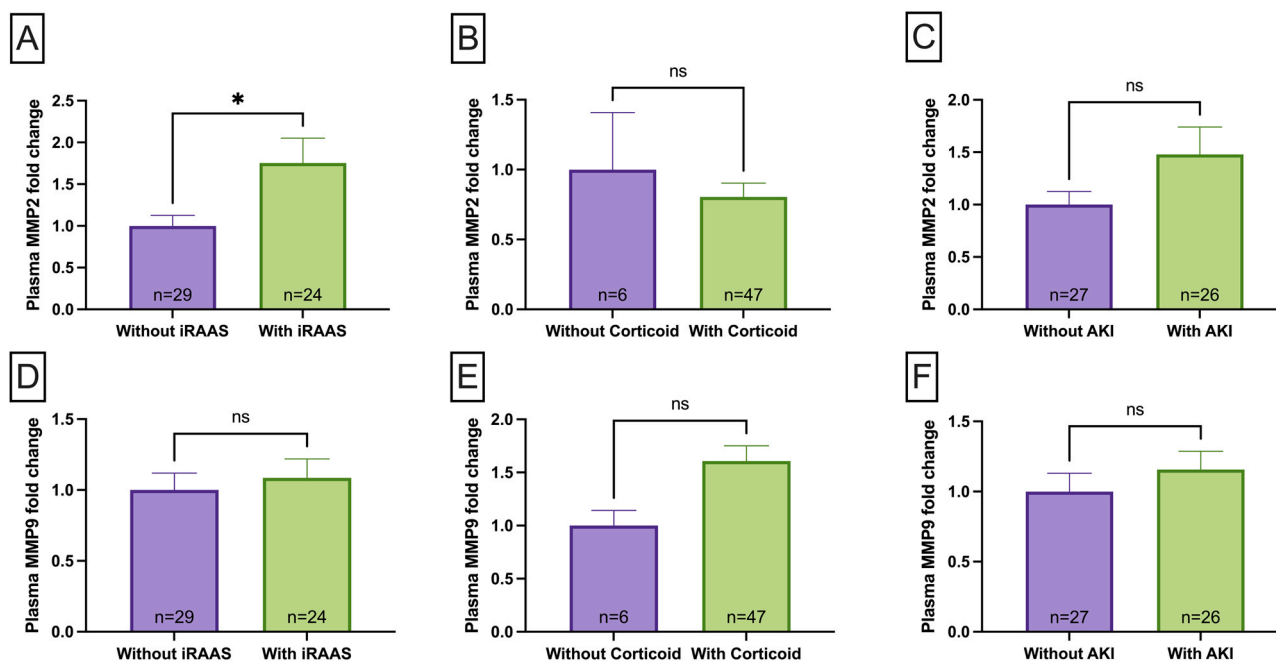 A
Plasma MMP2 fold change
2.5
2.0
1.5
1.0
0.5
0.0
*
n=29
n=24
Without iRAAS
With iRAAS
B
Plasma MMP2 fold change
1.5
1.0
0.5
0.0
ns
n=6
n=47
Without Corticoid
With Corticoid
C
Plasma MMP2 fold change
2.0
1.5
1.0
0.5
0.0
ns
n=27
n=26
Without AKI
With AKI
D
Plasma MMP9 fold change
1.5
1.0
0.5
0.0
ns
n=29
n=24
Without iRAAS
With iRAAS
E
Plasma MMP9 fold change
2.0
1.5
1.0
0.5
0.0
ns
n=6
n=47
Without Corticoid
With Corticoid
F
Plasma MMP9 fold change
1.5
1.0
0.5
0.0
ns
n=27
n=26
Without AKI
With AKI